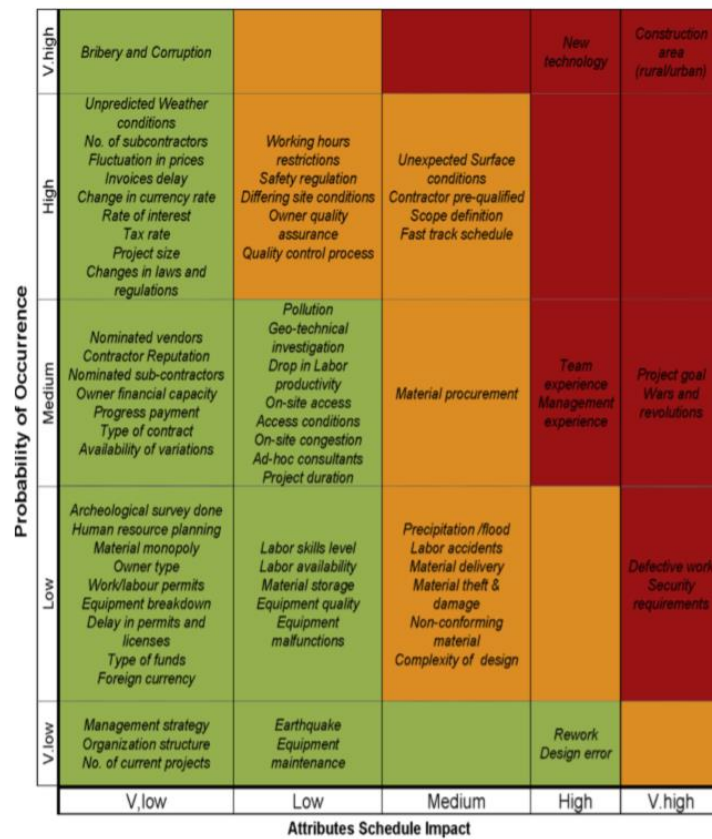 Probability of Occurrence
V.high
Bribery and Corruption
New
technology
Construction
area
(rural/urban)
High
Unpredicted Weather
conditions
No. of subcontractors
Fluctuation in prices
Invoices delay
Change in currency rate
Rate of interest
Tax rate
Project size
Changes in laws and
regulations
Working hours
restrictions
Safety regulation
Differing site conditions
Owner quality
assurance
Quality control process
Unexpected Surface
conditions
Contractor pre-qualified
Scope definition
Fast track schedule
Medium
Nominated vendors
Contractor Reputation
Nominated sub-contractors
Owner financial capacity
Progress payment
Type of contract
Availability of variations
Pollution
Geo-technical
investigation
Drop in Labor
productivity
On-site access
Access conditions
On-site congestion
Ad-hoc consultants
Project duration
Material procurement
Team
experience
Management
experience
Project goal
Wars and
revolutions
Low
Archeological survey done
Human resource planning
Material monopoly
Owner type
Work/labour permits
Equipment breakdown
Delay in permits and
licenses
Type of funds
Foreign currency
Labor skills level
Labor availability
Material storage
Equipment quality
Equipment
malfunctions
Precipitation /flood
Labor accidents
Material delivery
Material theft &
damage
Non-conforming
material
Complexity of design
Defective work
Security
requirements
V.low
Management strategy
Organization structure
No. of current projects
Earthquake
Equipment
maintenance
Rework
Design error
V,low
Low
Medium
High
V.high
Attributes Schedule Impact